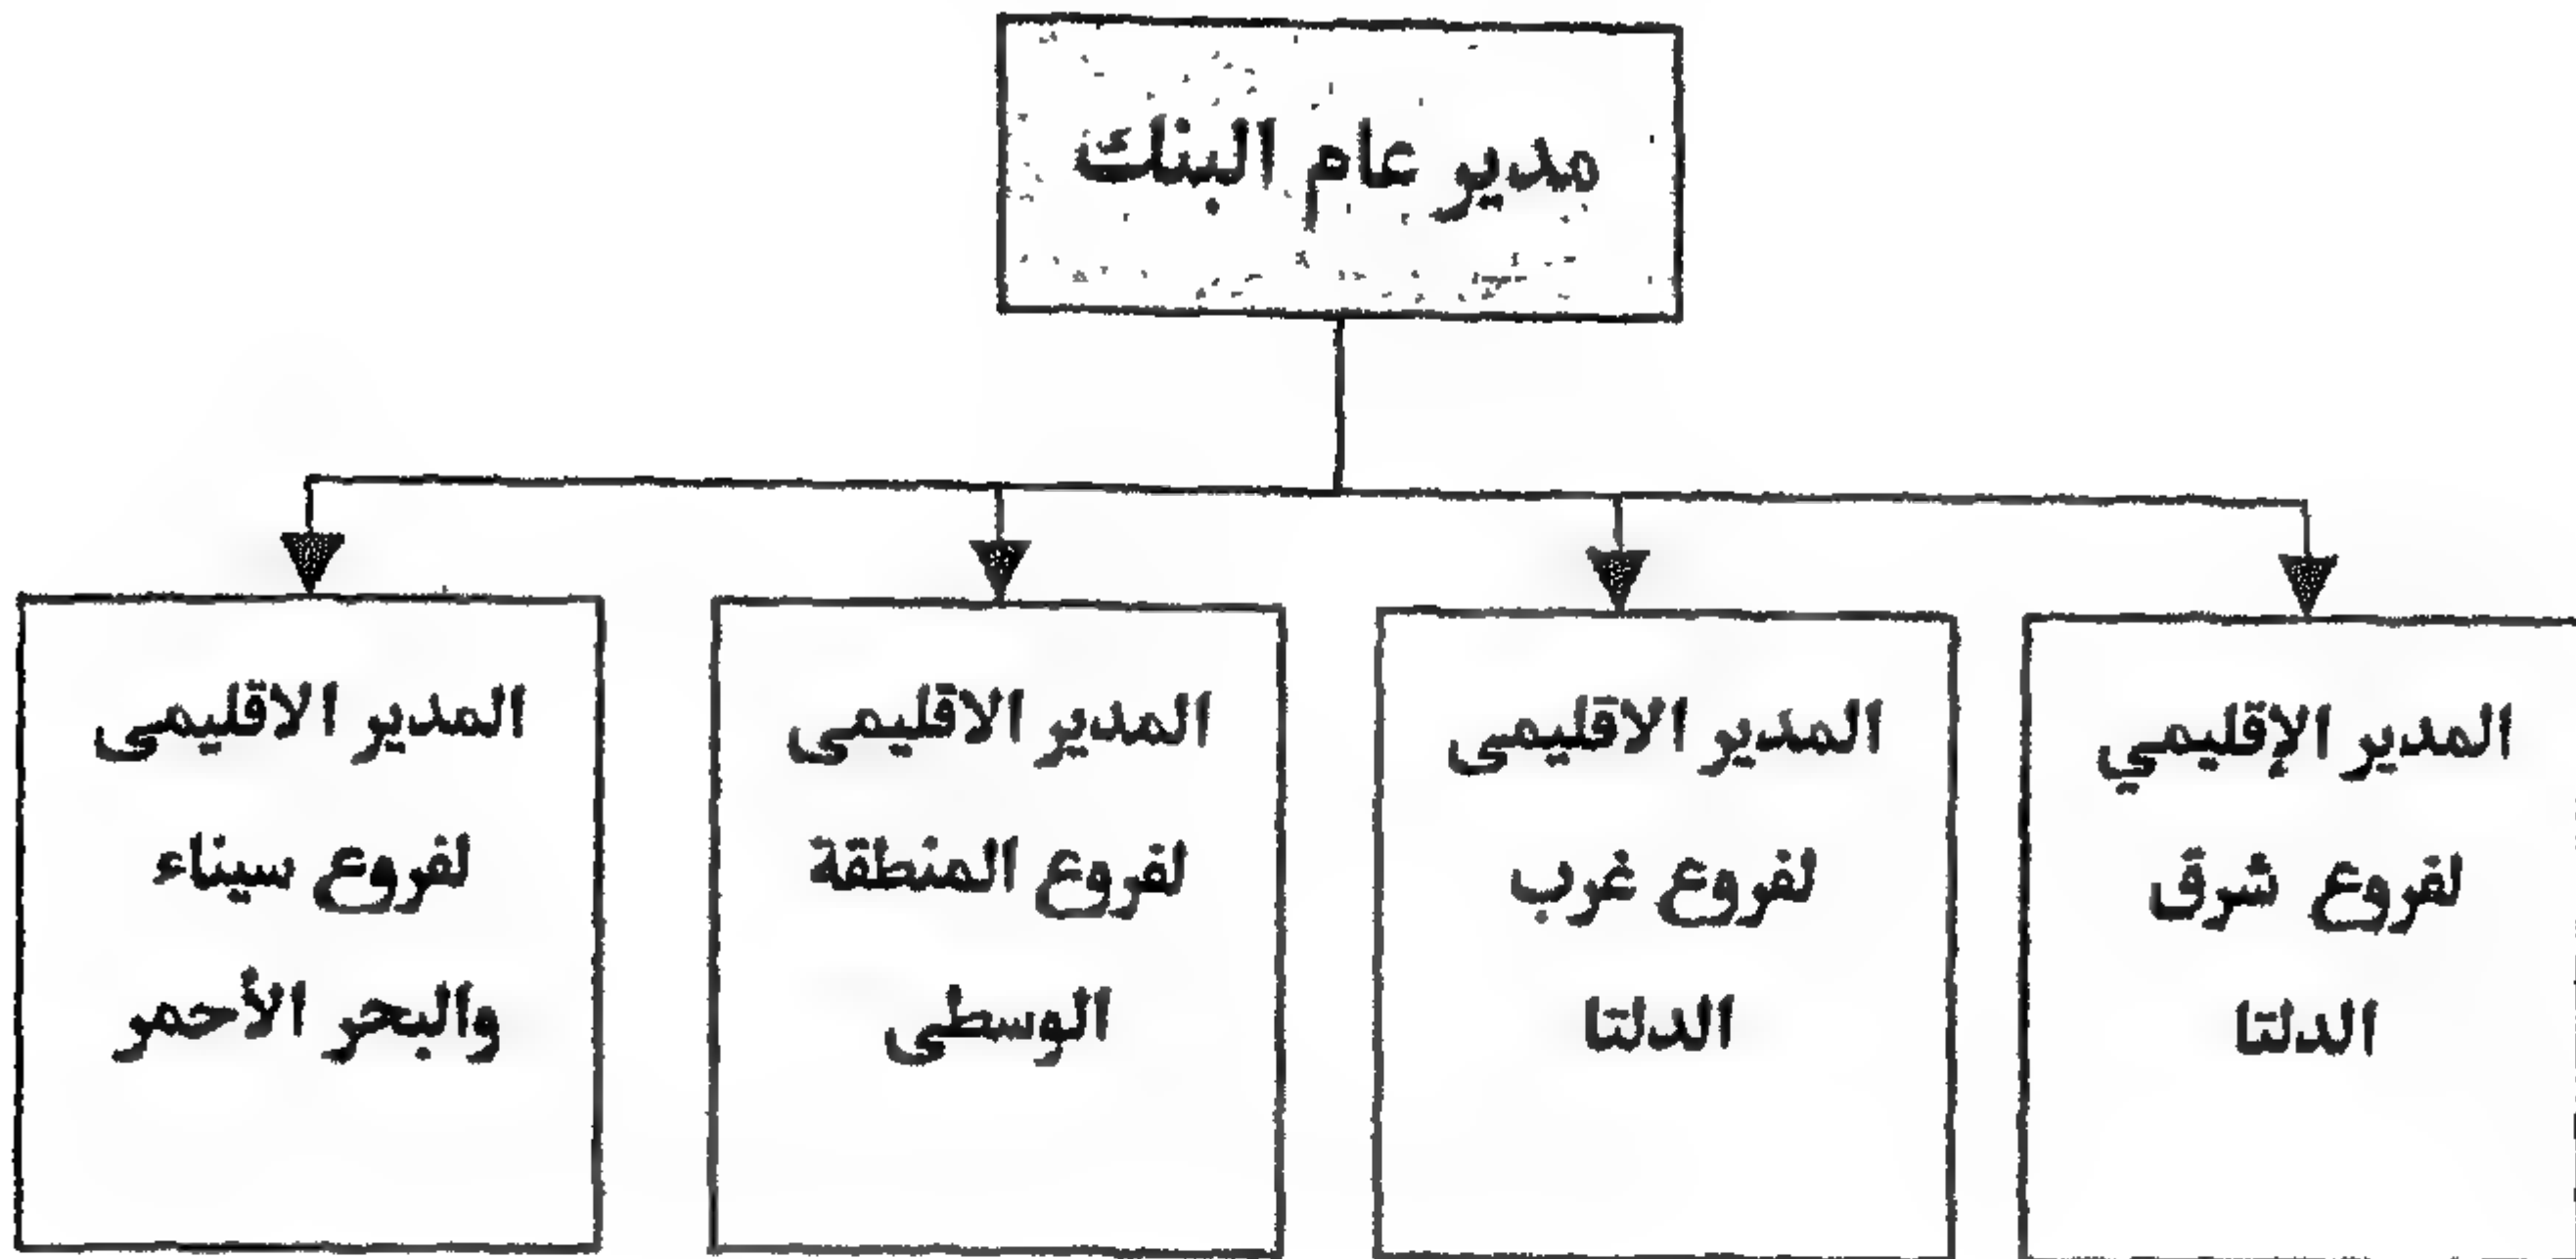 مدير عام البنك
المدير الإقليمي
لفروع شرق
الدلتا
المدير الاقليمى
لفروع غرب
الدلتا
المدير الاقليمى
لفروع المنطقة
الوسطى
المدير الاقليمى
لفروع سيناء
والبحر الأحمر